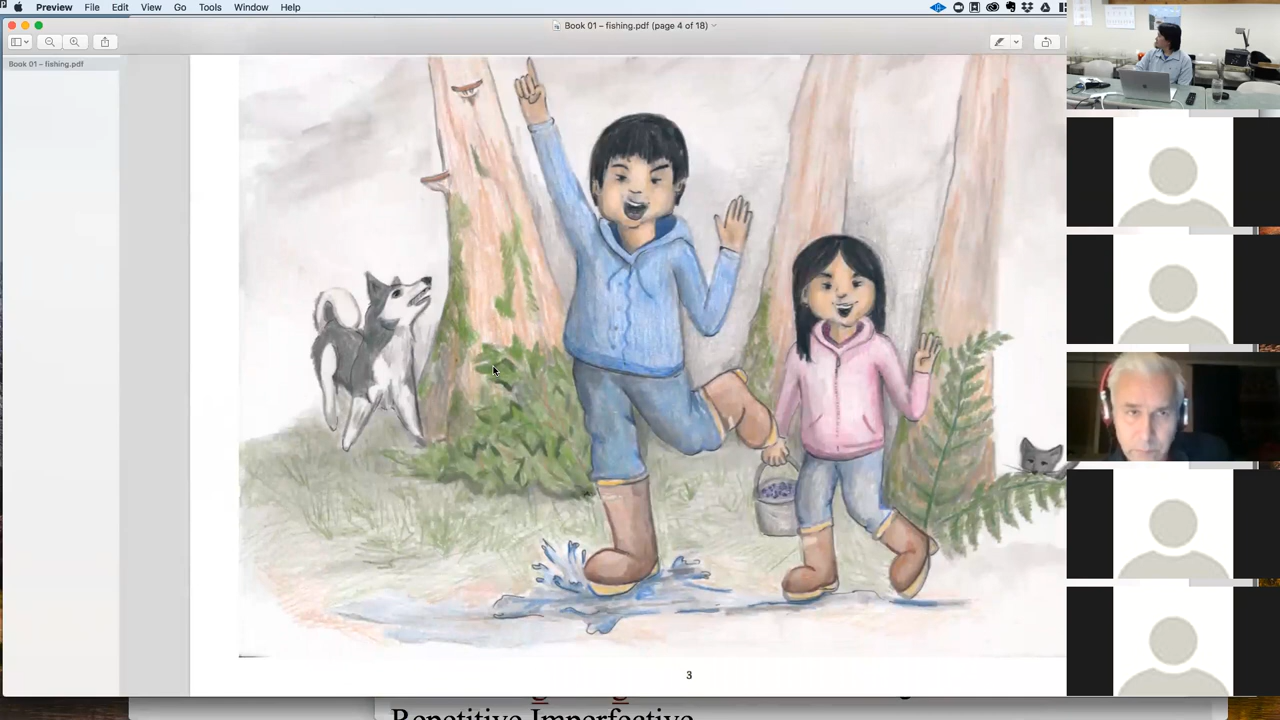 Preview File Edit View Go Tools Window Help
Book 01 – fishing.pdf (page 4 of 18)
Book 01 – fishing.pdf
3
Repetitive Imperfective